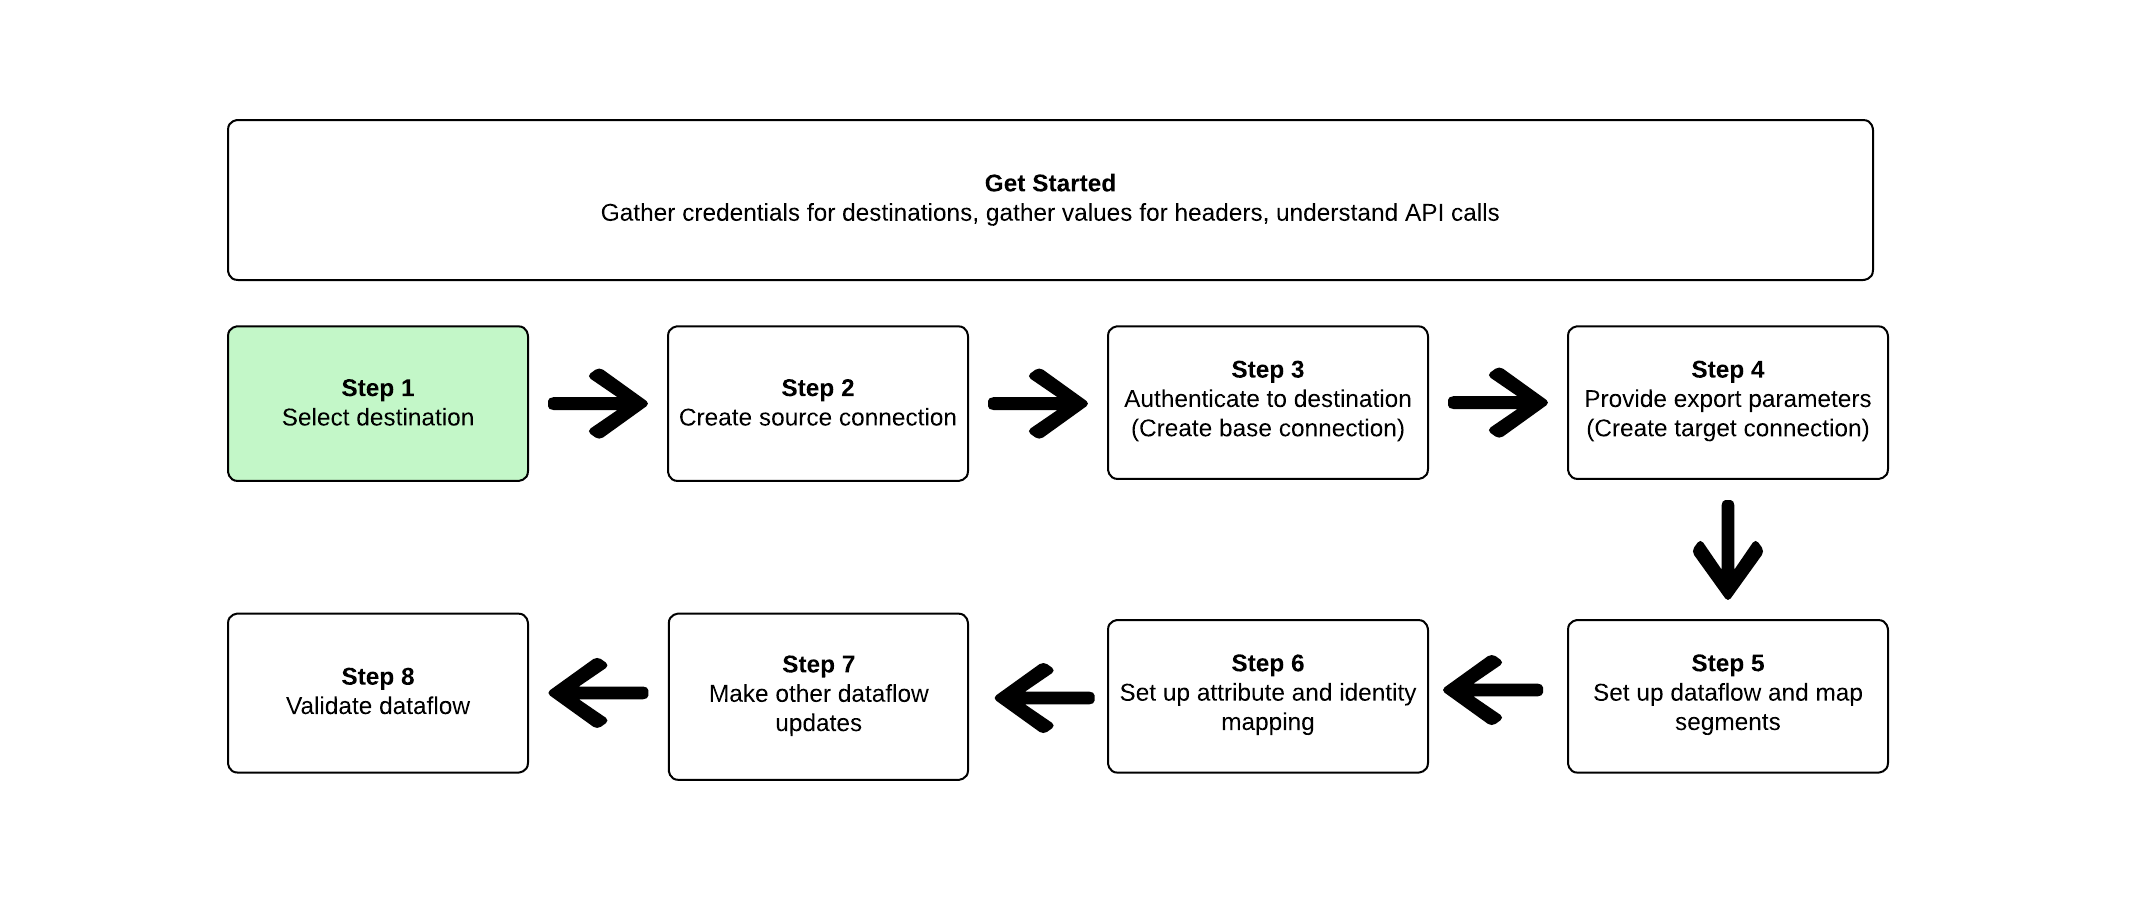 Get Started
Gather credentials for destinations, gather values for headers, understand API calls
Step 1
Select destination
Step 2
Create source connection
Step 3
Authenticate to destination
(Create base connection)
Step 4
Provide export parameters
(Create target connection)
Step 5
Set up dataflow and map
segments
Step 6
Set up attribute and identity
mapping
Step 7
Make other dataflow
updates
Step 8
Validate dataflow